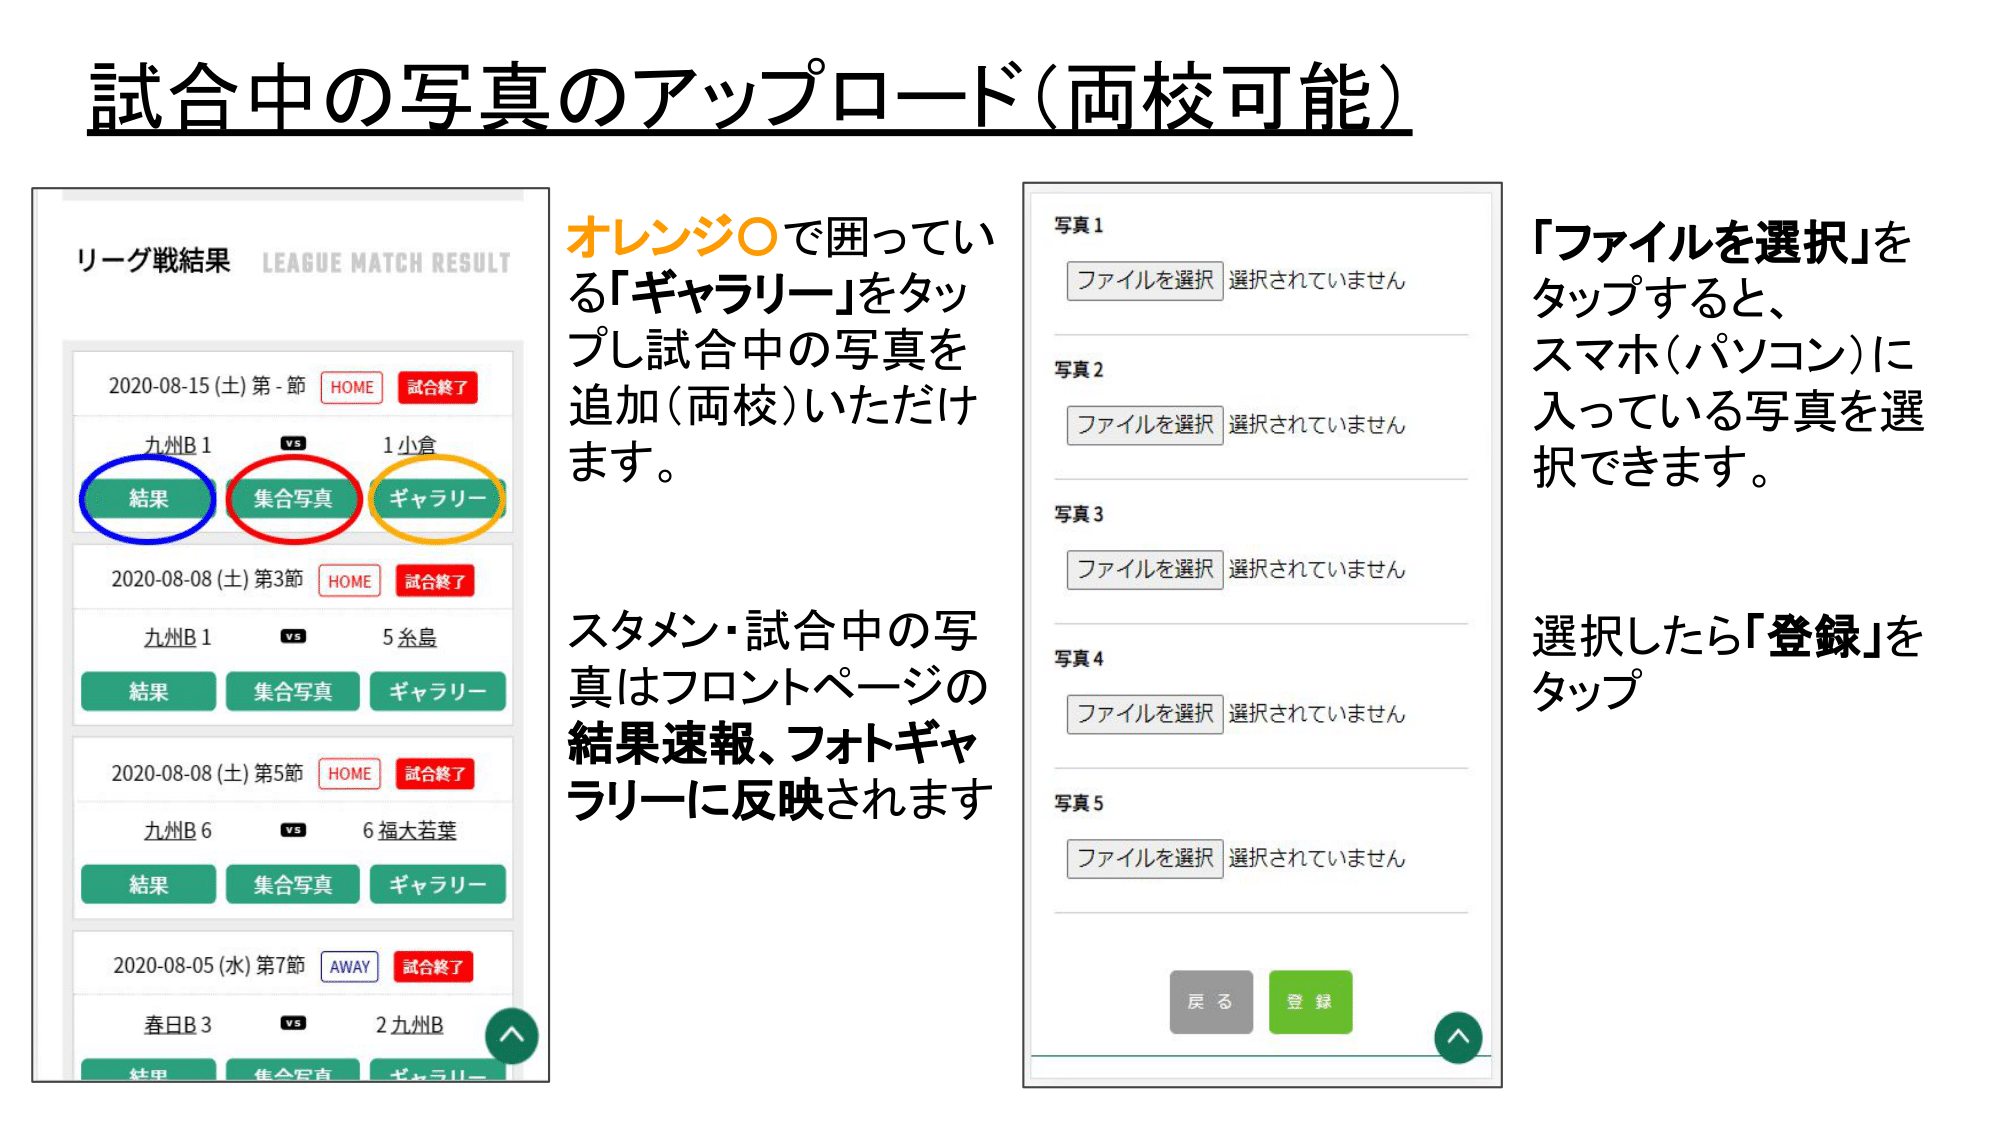 試合中の写真のアップロード（両校可能）
リーグ戦結果 LEAGUE MATCH RESULT
2020-08-15 (土) 第 - 節 HOME 試合終了
九州B 1 vs 1 小倉
結果 集合写真 ギャラリー
2020-08-08 (土) 第3節 HOME 試合終了
九州B 1 vs 5 糸島
結果 集合写真 ギャラリー
2020-08-08 (土) 第5節 HOME 試合終了
九州B 6 vs 6 福大若葉
結果 集合写真 ギャラリー
2020-08-05 (水) 第7節 AWAY 試合終了
春日B 3 vs 2 九州B
結果 集合写真 ギャラリー
オレンジ〇で囲ってい
る「ギャラリー」をタッ
プし試合中の写真を
追加（両校）いただけ
ます。
スタメン・試合中の写
真はフロントページの
結果速報、フォトギャ
ラリーに反映されます
写真1
ファイルを選択 選択されていません
写真2
ファイルを選択 選択されていません
写真3
ファイルを選択 選択されていません
写真4
ファイルを選択 選択されていません
写真5
ファイルを選択 選択されていません
戻る 登録
「ファイルを選択」を
タップすると、
スマホ（パソコン）に
入っている写真を選
択できます。
選択したら「登録」を
タップ